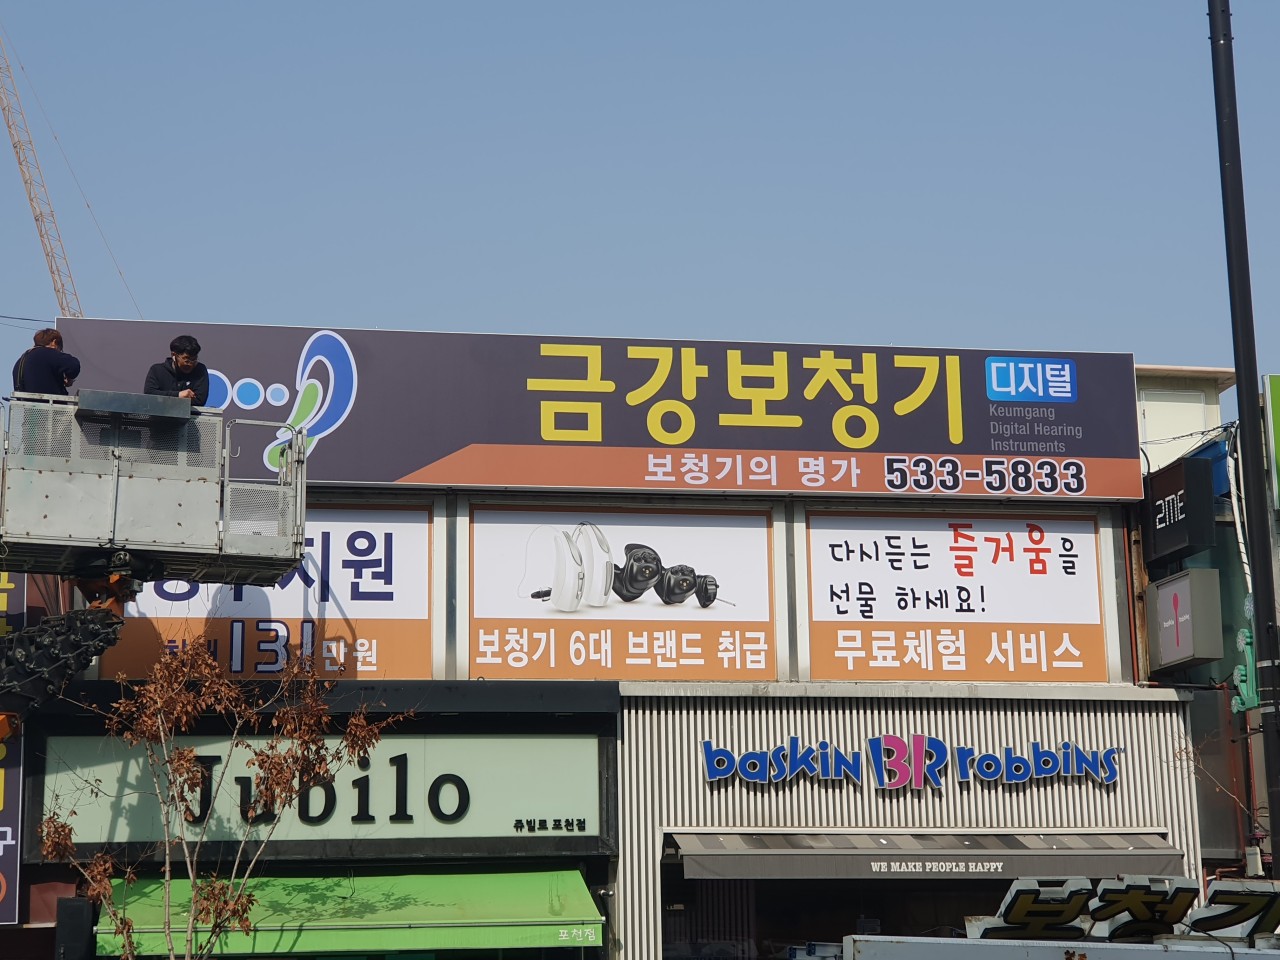 금강보청기 디지털
Keumgang
Digital Hearing
Instruments
보청기의 명가 533-5833
지원
131만원
보청기 6대 브랜드 취급
다시듣는 즐거움을
선물 하세요!
무료체험 서비스
2ME
Jubilo
쥬빌로 포천점
baskin BR robbins
WE MAKE PEOPLE HAPPY
포천점
보청기